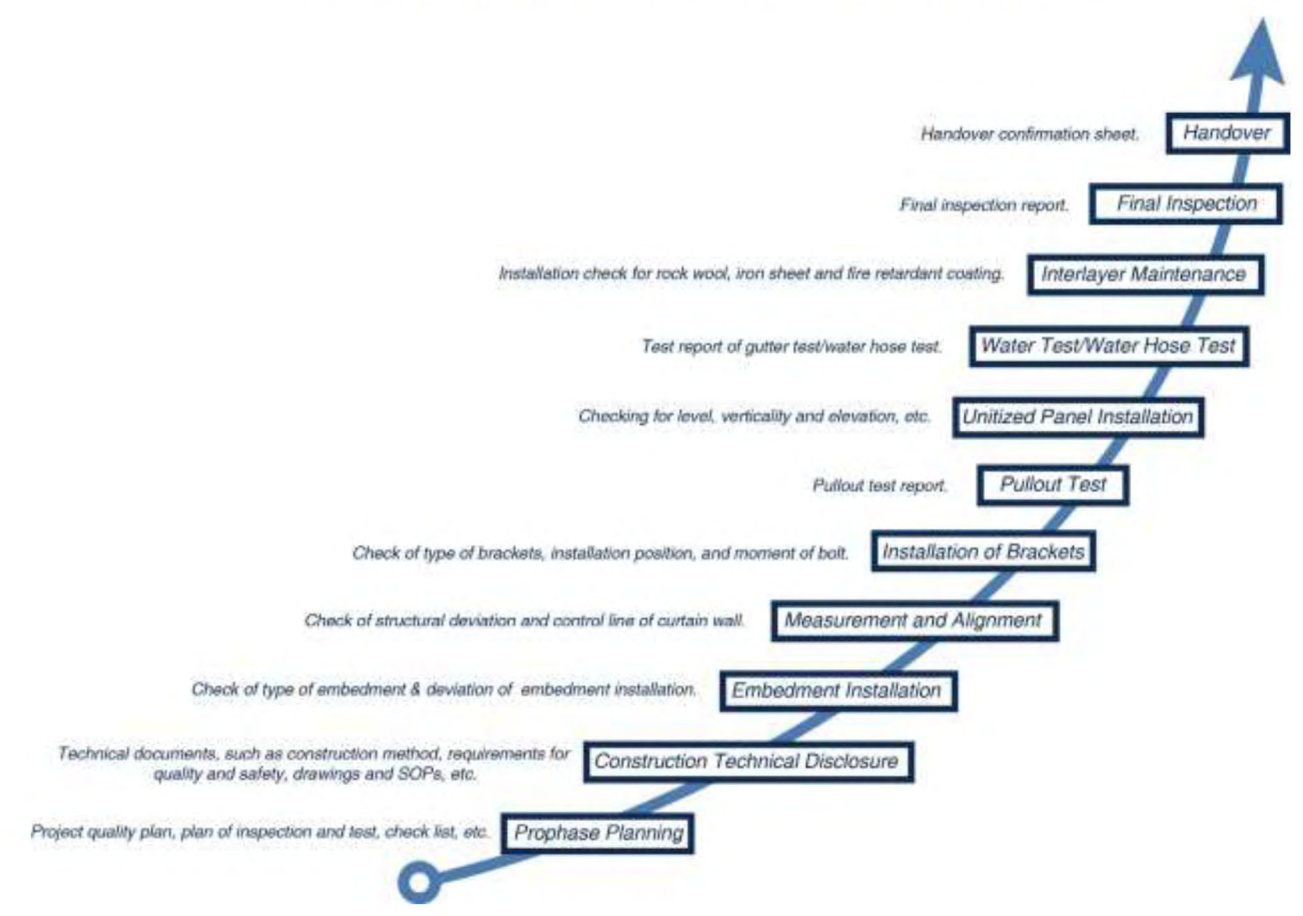 Handover confirmation sheet. Handover
Final inspection report. Final Inspection
Installation check for rock wool, iron sheet and fire retardant coating. Interlayer Maintenance
Test report of gutter test/water hose test. Water Test/Water Hose Test
Checking for level, verticality and elevation, etc. Unitized Panel Installation
Pullout test report. Pullout Test
Check of type of brackets, installation position, and moment of bolt. Installation of Brackets
Check of structural deviation and control line of curtain wall. Measurement and Alignment
Check of type of embedment & deviation of embedment installation. Embedment Installation
Technical documents, such as construction method, requirements for
quality and safety, drawings and SOPs, etc.
Construction Technical Disclosure
Project quality plan, plan of inspection and test, check list, etc. Prophase Planning